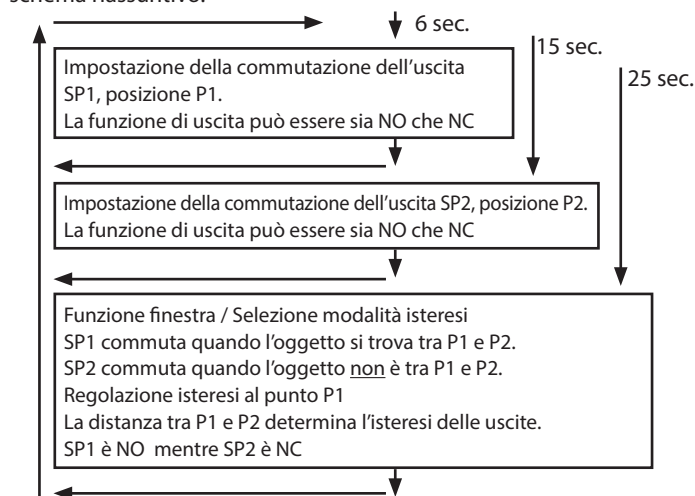 schema riassuntivo.
6 sec.
15 sec.
25 sec.
Impostazione della commutazione dell'uscita
SP1, posizione P1.
La funzione di uscita può essere sia NO che NC
Impostazione della commutazione dell'uscita SP2, posizione P2.
La funzione di uscita può essere sia NO che NC
Funzione finestra / Selezione modalità isteresi
SP1 commuta quando l'oggetto si trova tra P1 e P2.
SP2 commuta quando l'oggetto non è tra P1 e P2.
Regolazione isteresi al punto P1
La distanza tra P1 e P2 determina l'isteresi delle uscite.
SP1 è NO mentre SP2 è NC